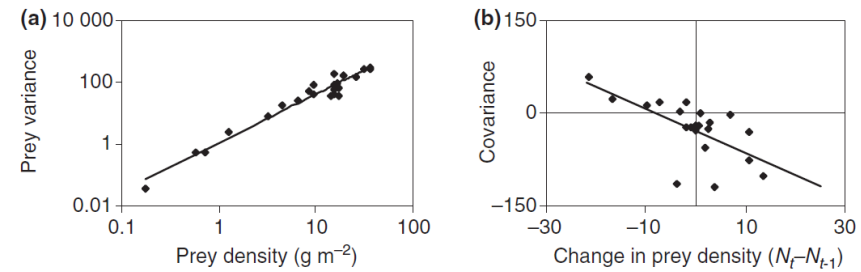 (a)
10 000
100
1
0.01
0.1
1
10
100
Prey variance
Prey density (g m⁻²)
(b)
150
0
−150
−30
−10
10
30
Covariance
Change in prey density (Nₜ–Nₜ₋₁)